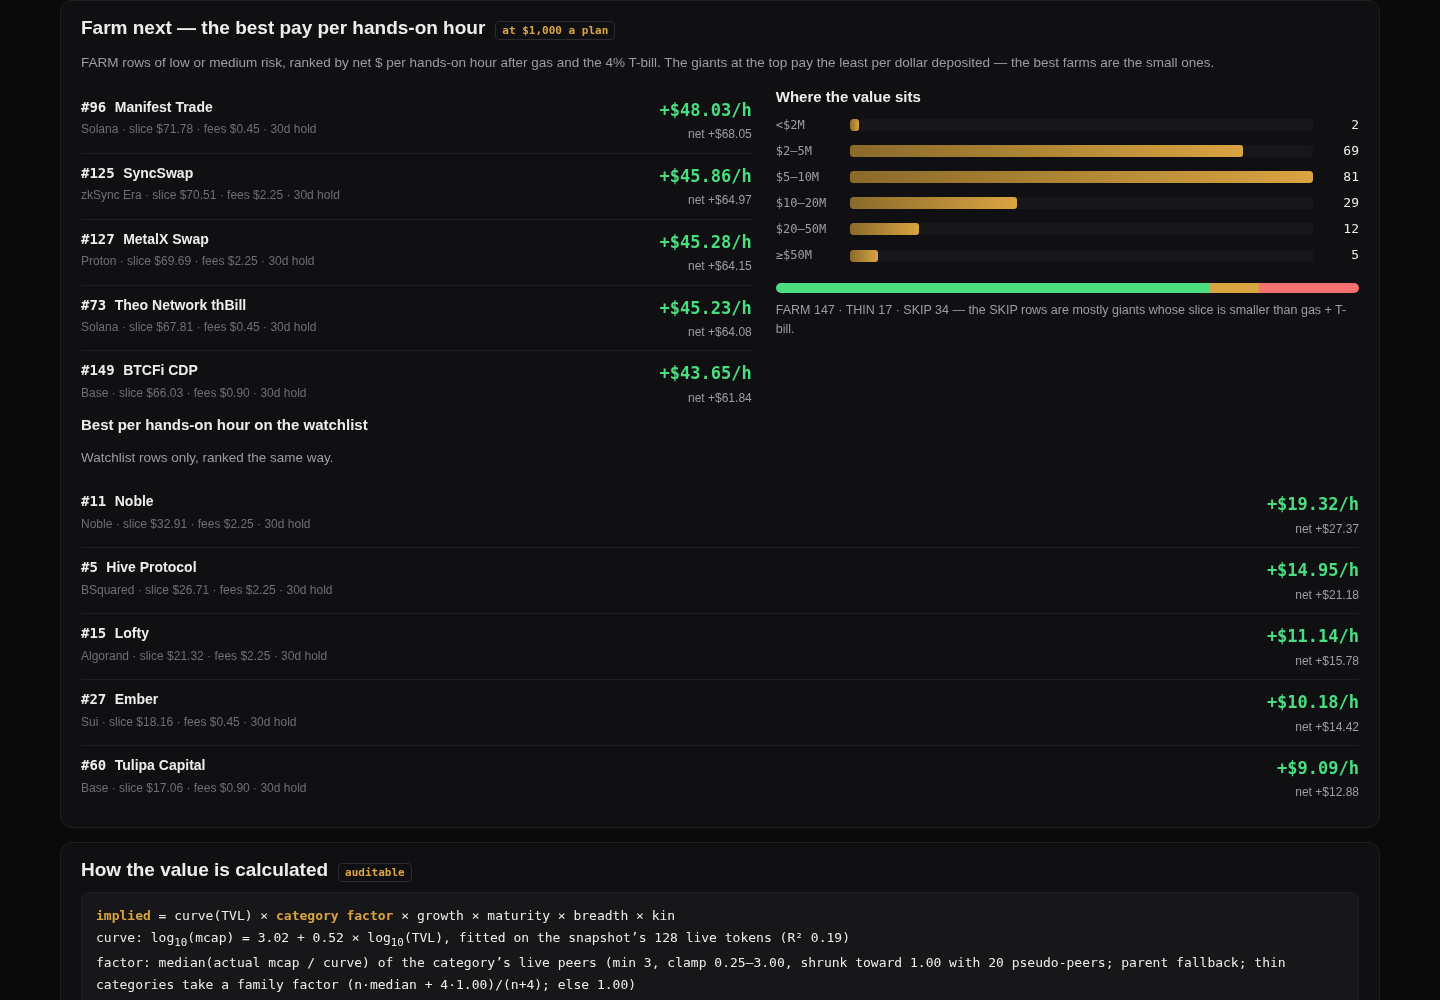 Farm next — the best pay per hands-on hour at $1,000 a plan
FARM rows of low or medium risk, ranked by net $ per hands-on hour after gas and the 4% T-bill. The giants at the top pay the least per dollar deposited — the best farms are the small ones.
#96 Manifest Trade
Solana · slice $71.78 · fees $0.45 · 30d hold
+$48.03/h
net +$68.05
#125 SyncSwap
zkSync Era · slice $70.51 · fees $2.25 · 30d hold
+$45.86/h
net +$64.97
#127 MetalX Swap
Proton · slice $69.69 · fees $2.25 · 30d hold
+$45.28/h
net +$64.15
#73 Theo Network thBill
Solana · slice $67.81 · fees $0.45 · 30d hold
+$45.23/h
net +$64.08
#149 BTCFi CDP
Base · slice $66.03 · fees $0.90 · 30d hold
+$43.65/h
net +$61.84
Where the value sits
<$2M 2
$2–5M 69
$5–10M 81
$10–20M 29
$20–50M 12
≥$50M 5
FARM 147 · THIN 17 · SKIP 34 — the SKIP rows are mostly giants whose slice is smaller than gas + T-
bill.
Best per hands-on hour on the watchlist
Watchlist rows only, ranked the same way.
#11 Noble
Noble · slice $32.91 · fees $2.25 · 30d hold
+$19.32/h
net +$27.37
#5 Hive Protocol
BSquared · slice $26.71 · fees $2.25 · 30d hold
+$14.95/h
net +$21.18
#15 Lofty
Algorand · slice $21.32 · fees $2.25 · 30d hold
+$11.14/h
net +$15.78
#27 Ember
Sui · slice $18.16 · fees $0.45 · 30d hold
+$10.18/h
net +$14.42
#60 Tulipa Capital
Base · slice $17.06 · fees $0.90 · 30d hold
+$9.09/h
net +$12.88
How the value is calculated auditable
implied = curve(TVL) × category factor × growth × maturity × breadth × kin
curve: log10(mcap) = 3.02 + 0.52 × log10(TVL), fitted on the snapshot’s 128 live tokens (R² 0.19)
factor: median(actual mcap / curve) of the category’s live peers (min 3, clamp 0.25–3.00, shrunk toward 1.00 with 20 pseudo-peers; parent fallback; thin
categories take a family factor (n·median + 4·1.00)/(n+4); else 1.00)